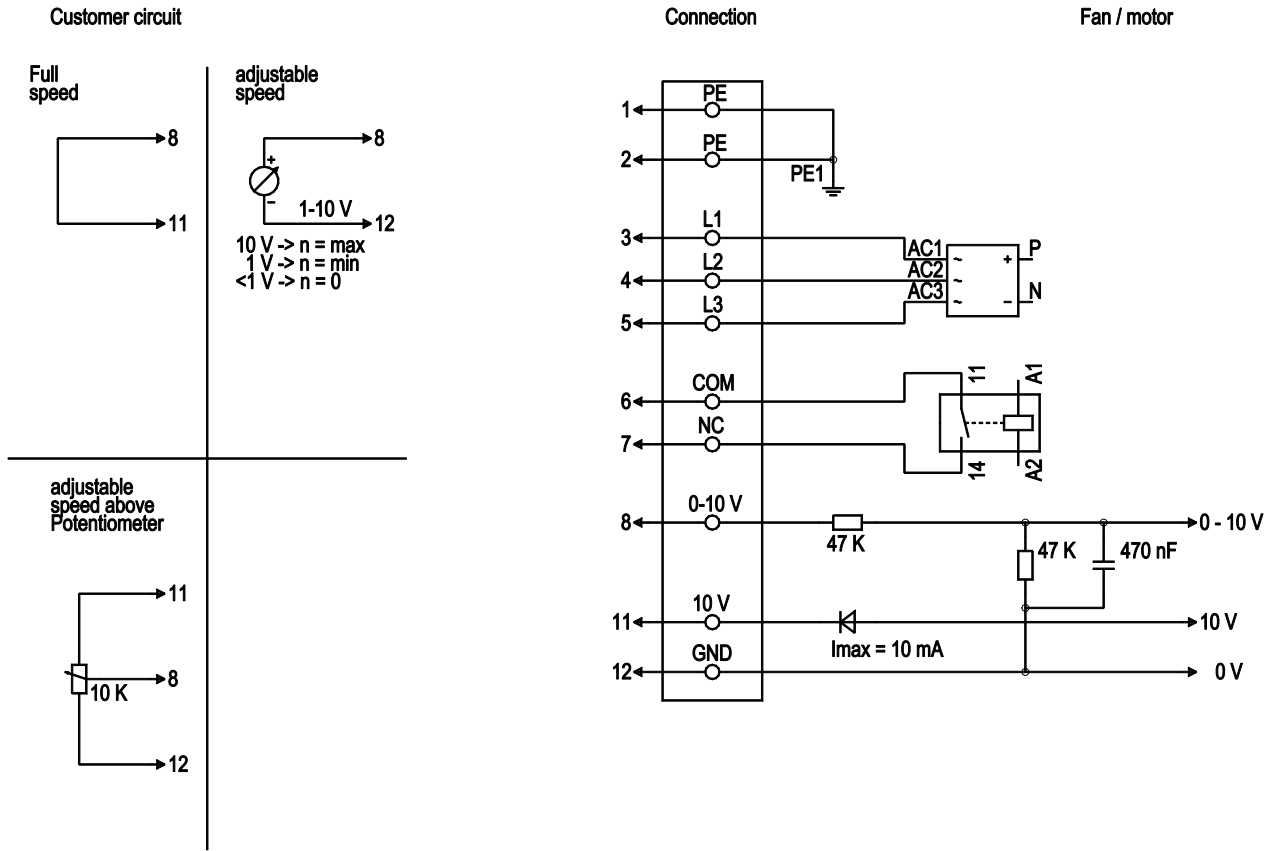 Customer circuit
Connection
Fan / motor
Full
speed
8
11
adjustable
speed
8
+
–
1-10 V
12
10 V -> n = max
1 V -> n = min
<1 V -> n = 0
adjustable
speed above
Potentiometer
11
8
10 K
12
1 PE
2 PE
PE1
3 L1
4 L2
5 L3
AC1 ~ + P
AC2 ~
AC3 ~ – N
6 COM
7 NC
11
14
A1
A2
8 0-10 V
47 K
47 K
470 nF
0 - 10 V
11 10 V
Imax = 10 mA
10 V
12 GND
0 V